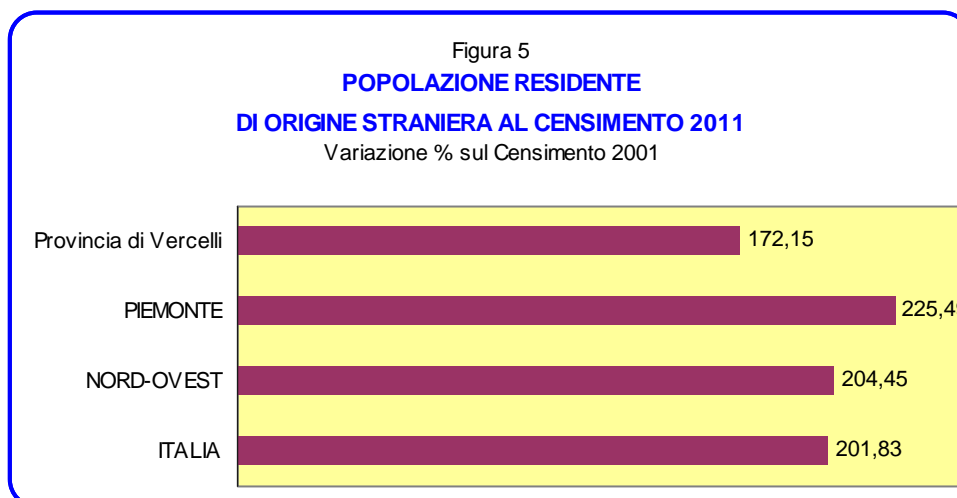 Figura 5
POPOLAZIONE RESIDENTE
DI ORIGINE STRANIERA AL CENSIMENTO 2011
Variazione % sul Censimento 2001
Provincia di Vercelli 172,15
PIEMONTE 225,49
NORD-OVEST 204,45
ITALIA 201,83